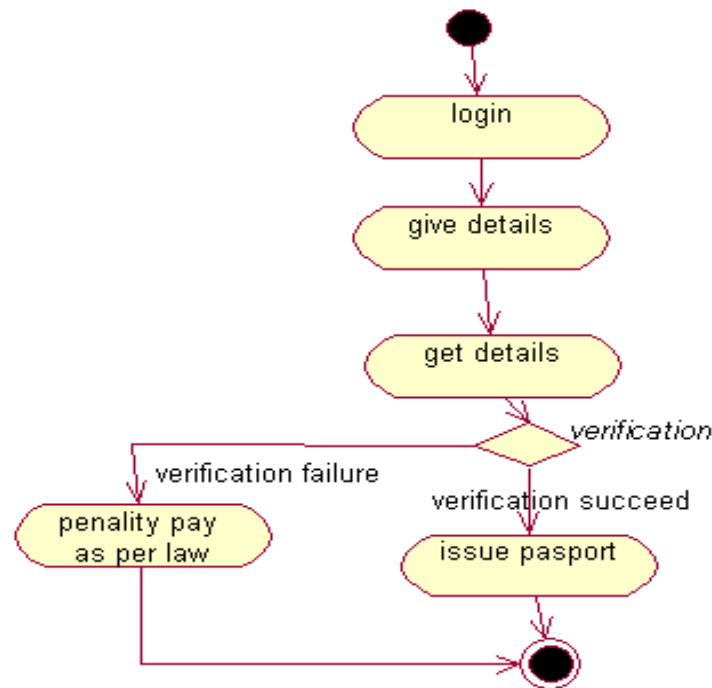 login
give details
get details
verification
verification failure
verification succeed
penality pay
as per law
issue pasport